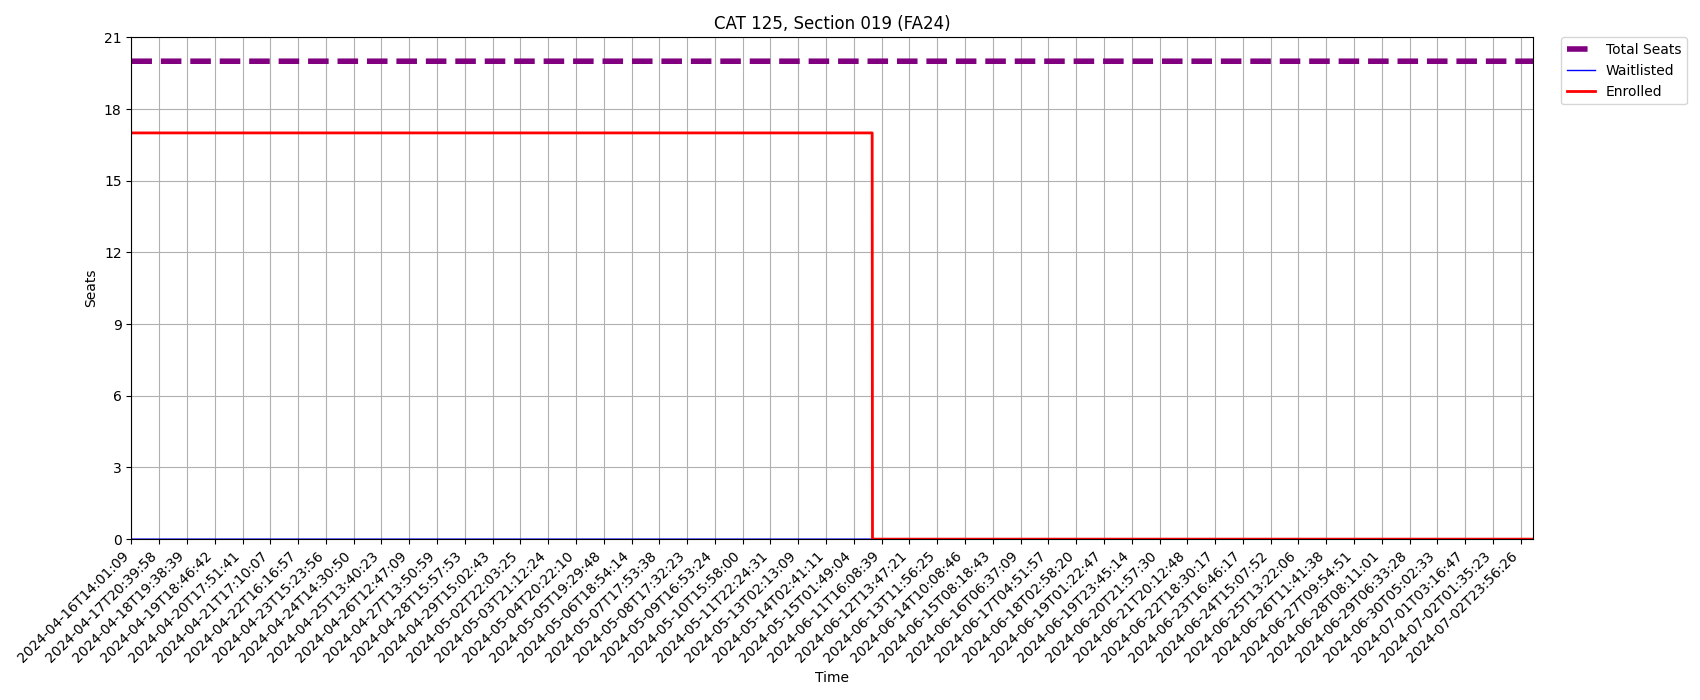 CAT 125, Section 019 (FA24)
Total Seats
Waitlisted
Enrolled
21
18
15
12
9
6
3
0
Seats
2024-04-16T14:01:09
2024-04-17T20:39:58
2024-04-18T19:38:39
2024-04-19T18:46:42
2024-04-20T17:51:41
2024-04-21T17:10:07
2024-04-22T16:16:57
2024-04-23T15:23:56
2024-04-24T14:30:50
2024-04-25T13:40:23
2024-04-26T12:47:09
2024-04-27T13:50:59
2024-04-28T15:57:53
2024-04-29T15:02:43
2024-05-02T22:03:25
2024-05-03T21:12:24
2024-05-04T20:22:10
2024-05-05T19:29:48
2024-05-06T18:54:14
2024-05-07T17:53:38
2024-05-08T17:32:23
2024-05-09T16:53:24
2024-05-10T15:58:00
2024-05-11T22:24:31
2024-05-13T02:13:09
2024-05-14T02:41:11
2024-05-15T01:49:04
2024-06-11T16:08:39
2024-06-12T13:47:21
2024-06-13T11:56:25
2024-06-14T10:08:46
2024-06-15T08:18:43
2024-06-16T06:37:09
2024-06-17T04:51:57
2024-06-18T02:58:20
2024-06-19T01:22:47
2024-06-19T23:45:14
2024-06-20T21:57:30
2024-06-21T20:12:48
2024-06-22T18:30:17
2024-06-23T16:46:17
2024-06-24T15:07:52
2024-06-25T13:22:06
2024-06-26T11:41:38
2024-06-27T09:54:51
2024-06-28T08:11:01
2024-06-29T06:33:28
2024-06-30T05:02:33
2024-07-01T03:16:47
2024-07-02T01:35:23
2024-07-02T23:56:26
Time